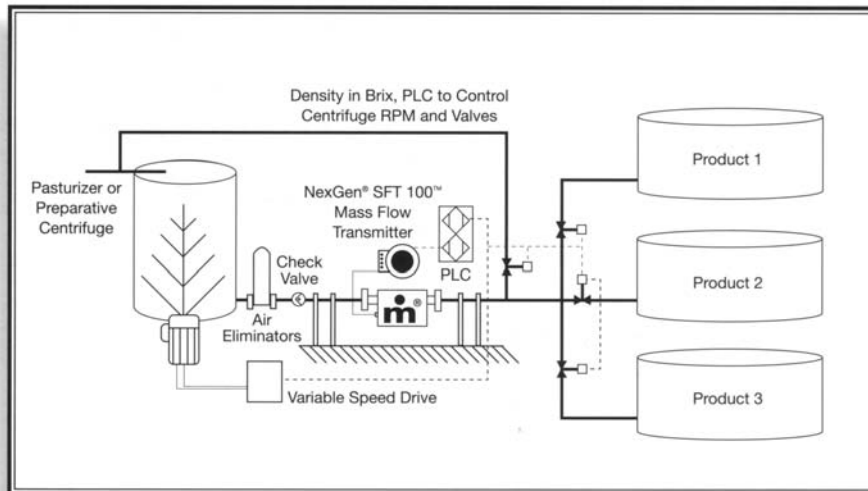 Density in Brix, PLC to Control
Centrifuge RPM and Valves
Pasturizer or
Preparative
Centrifuge
NexGen® SFT 100™
Mass Flow
Transmitter
PLC
Check
Valve
Air
Eliminators
m®
Variable Speed Drive
Product 1
Product 2
Product 3